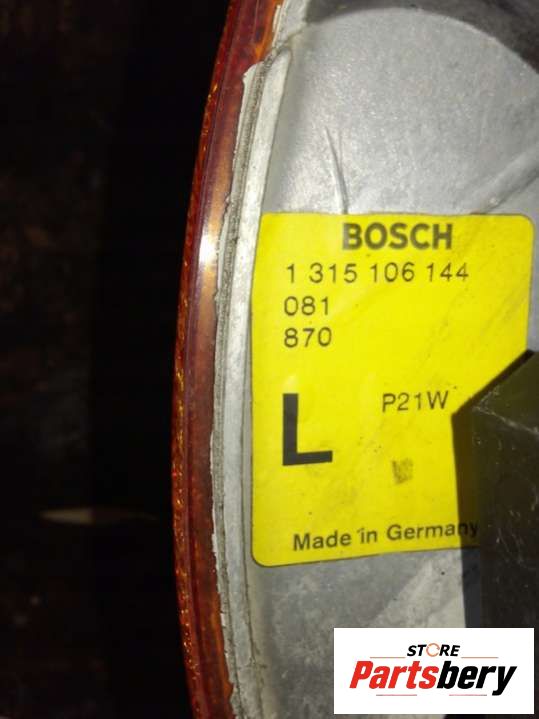 BOSCH
1 315 106 144
081
870
L P21W
Made in Germany
STORE
Partsbery